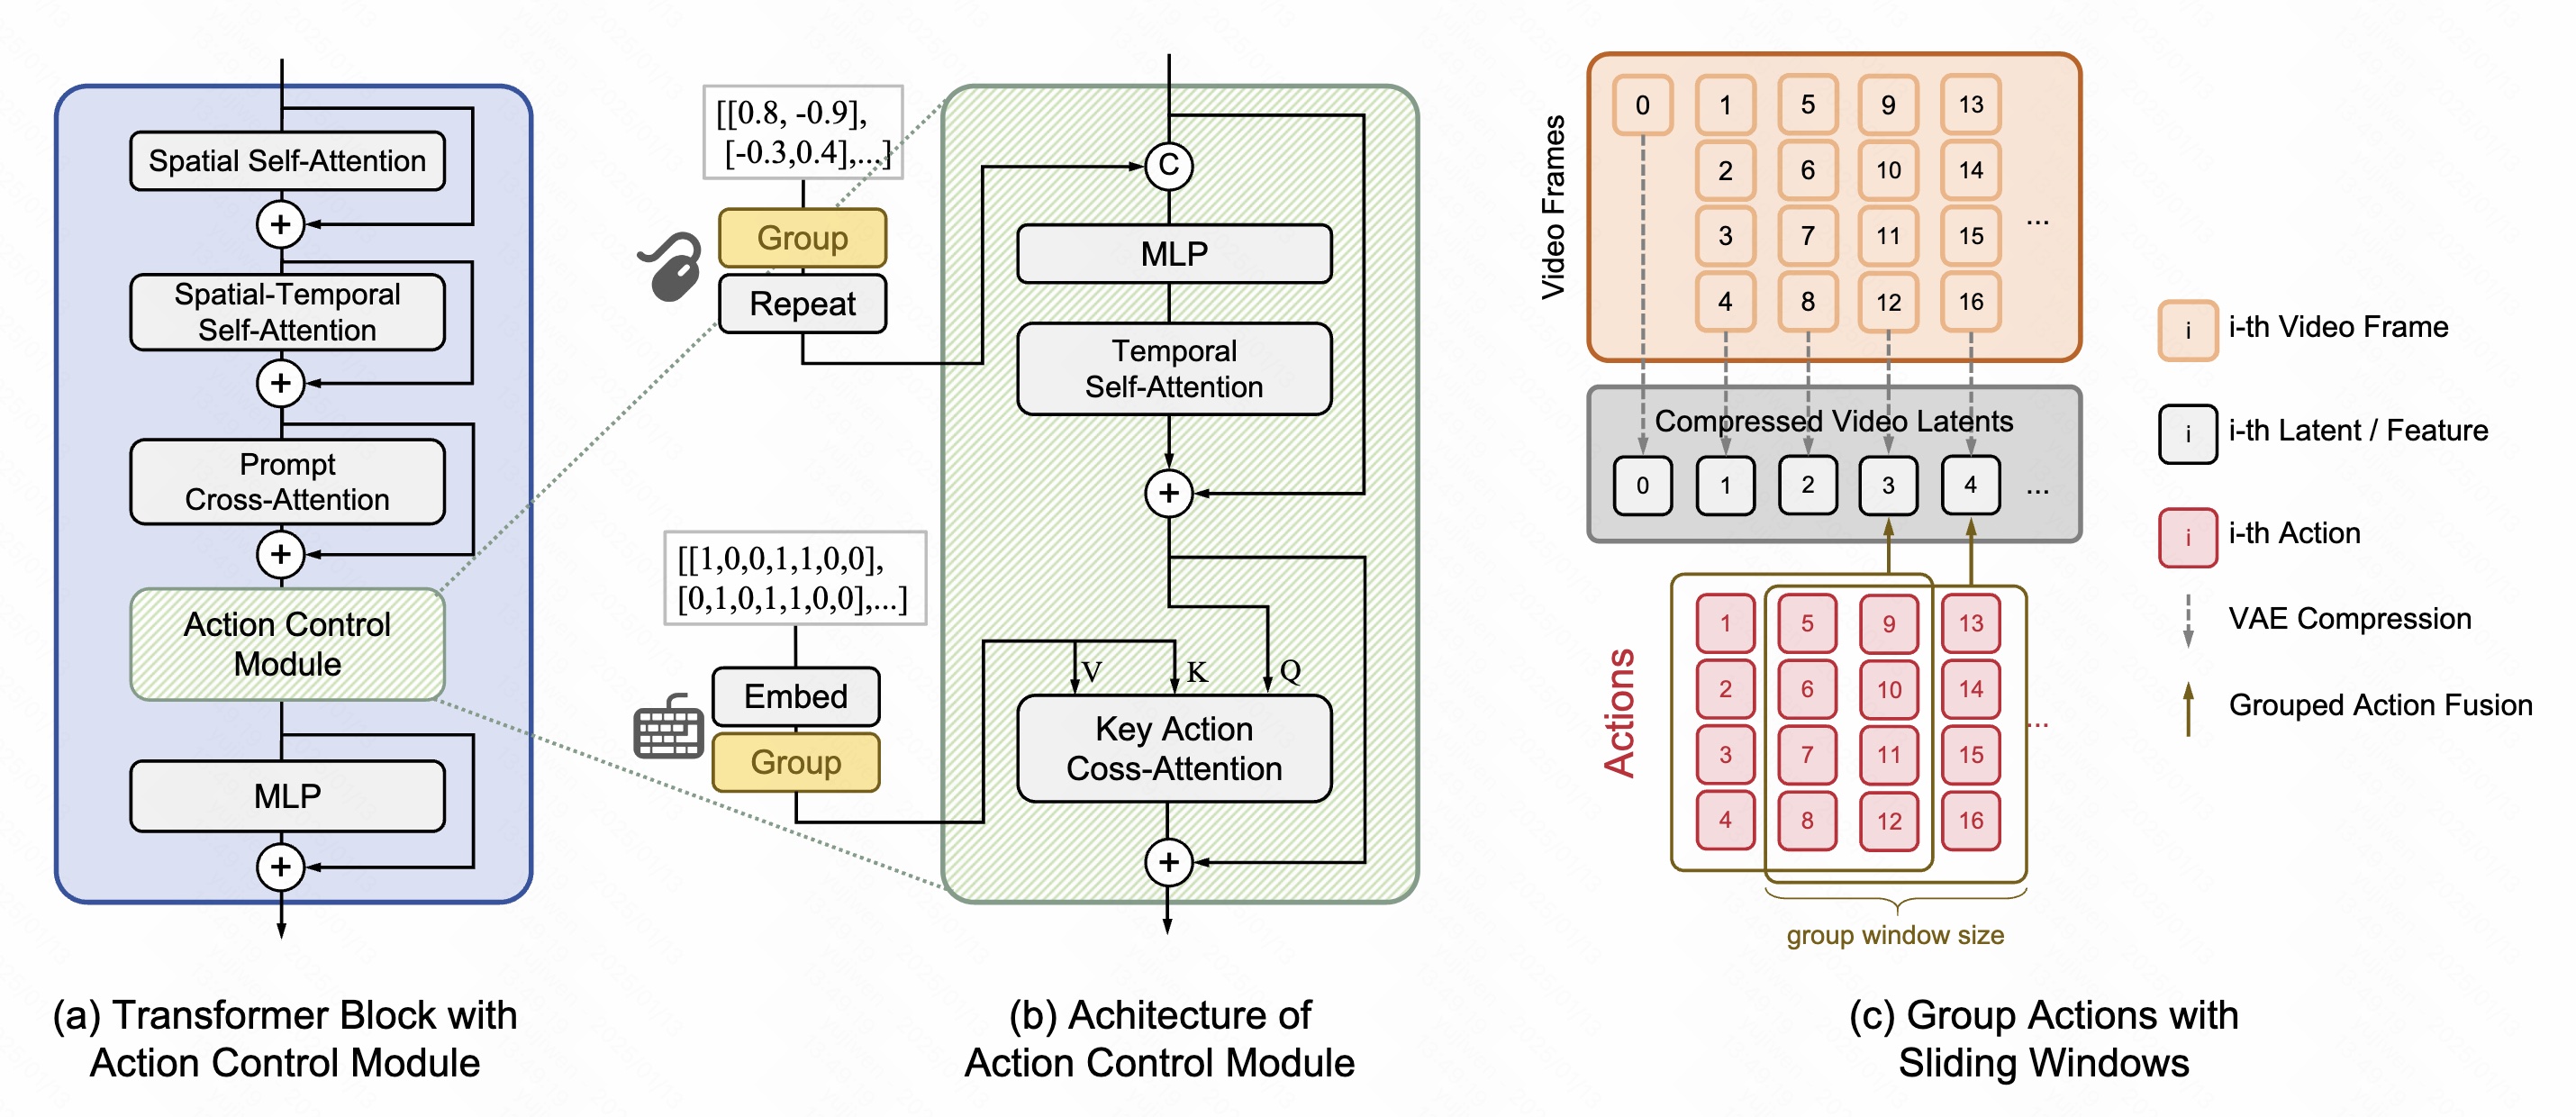 Spatial Self-Attention
+
Spatial-Temporal
Self-Attention
+
Prompt
Cross-Attention
+
Action Control
Module
MLP
+
(a) Transformer Block with
Action Control Module
[[0.8, -0.9],
[-0.3,0.4],...]
Group
Repeat
[[1,0,0,1,1,0,0],
[0,1,0,1,1,0,0],...]
Embed
Group
C
MLP
Temporal
Self-Attention
+
V K Q
Key Action
Coss-Attention
+
(b) Achitecture of
Action Control Module
Video Frames
0 1 5 9 13
2 6 10 14
3 7 11 15 ...
4 8 12 16
Compressed Video Latents
0 1 2 3 4 ...
Actions
1 5 9 13
2 6 10 14
3 7 11 15 ...
4 8 12 16
group window size
i i-th Video Frame
i i-th Latent / Feature
i i-th Action
VAE Compression
Grouped Action Fusion
(c) Group Actions with
Sliding Windows